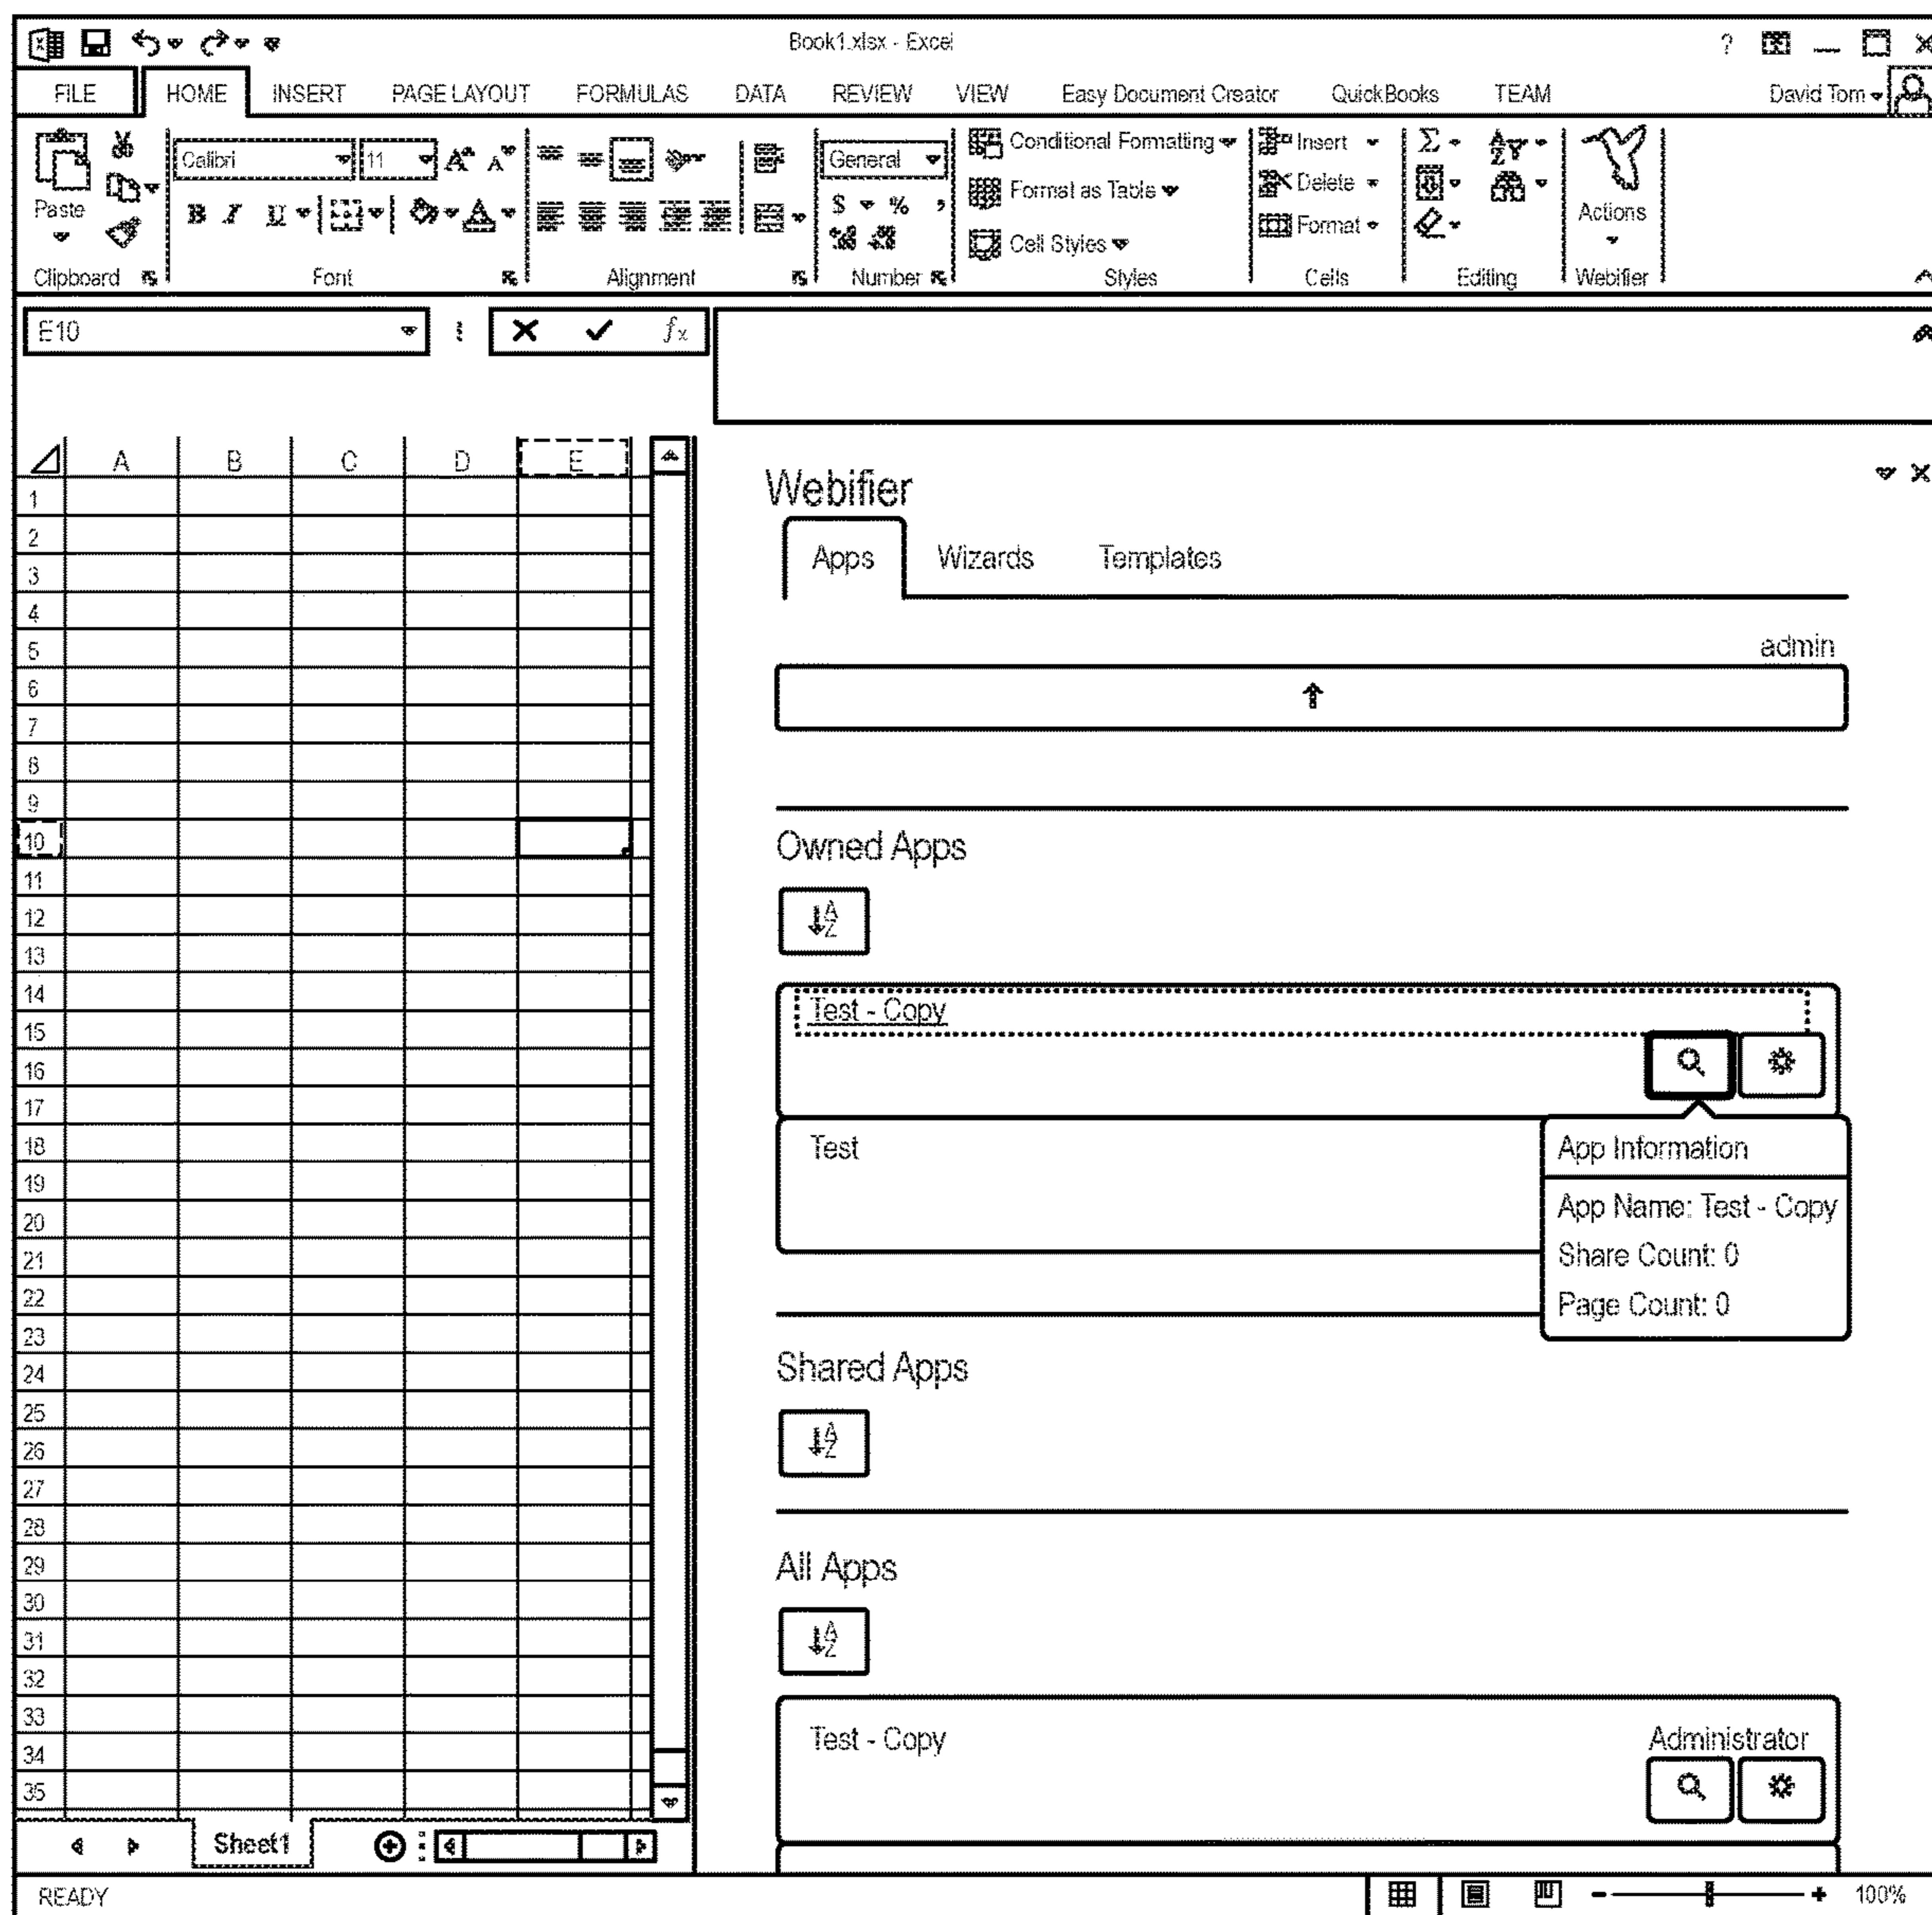 Book1.xlsx - Excel
?
FILE HOME INSERT PAGE LAYOUT FORMULAS DATA REVIEW VIEW Easy Document Creator QuickBooks TEAM David Tom
Calibri 11 General Conditional Formatting Insert Σ
Paste B I U $ % , Format as Table Delete Actions
Cell Styles Format
Clipboard Font Alignment Number Styles Cells Editing Webifier
E10 fx
A B C D E
1
2
3
4
5
6
7
8
9
10
11
12
13
14
15
16
17
18
19
20
21
22
23
24
25
26
27
28
29
30
31
32
33
34
35
Webifier
Apps Wizards Templates
admin
Owned Apps
A
Z
Test - Copy
Test
App Information
App Name: Test - Copy
Share Count: 0
Page Count: 0
Shared Apps
A
Z
All Apps
A
Z
Test - Copy Administrator
Sheet1
READY 100%